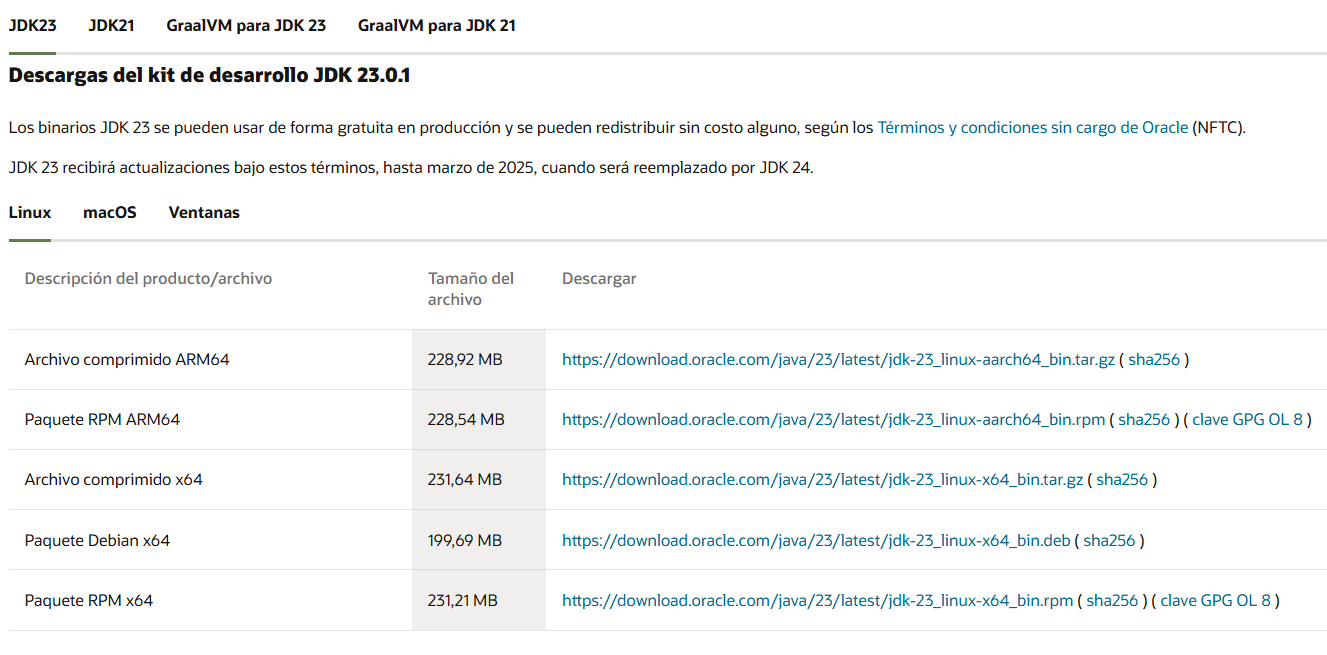 JDK23 JDK21 GraalVM para JDK 23 GraalVM para JDK 21
Descargas del kit de desarrollo JDK 23.0.1
Los binarios JDK 23 se pueden usar de forma gratuita en producción y se pueden redistribuir sin costo alguno, según los Términos y condiciones sin cargo de Oracle (NFTC).
JDK 23 recibirá actualizaciones bajo estos términos, hasta marzo de 2025, cuando será reemplazado por JDK 24.
Linux macOS Ventanas
Descripción del producto/archivo Tamaño del archivo Descargar
Archivo comprimido ARM64 228,92 MB https://download.oracle.com/java/23/latest/jdk-23_linux-aarch64_bin.tar.gz ( sha256 )
Paquete RPM ARM64 228,54 MB https://download.oracle.com/java/23/latest/jdk-23_linux-aarch64_bin.rpm ( sha256 ) ( clave GPG OL 8 )
Archivo comprimido x64 231,64 MB https://download.oracle.com/java/23/latest/jdk-23_linux-x64_bin.tar.gz ( sha256 )
Paquete Debian x64 199,69 MB https://download.oracle.com/java/23/latest/jdk-23_linux-x64_bin.deb ( sha256 )
Paquete RPM x64 231,21 MB https://download.oracle.com/java/23/latest/jdk-23_linux-x64_bin.rpm ( sha256 ) ( clave GPG OL 8 )